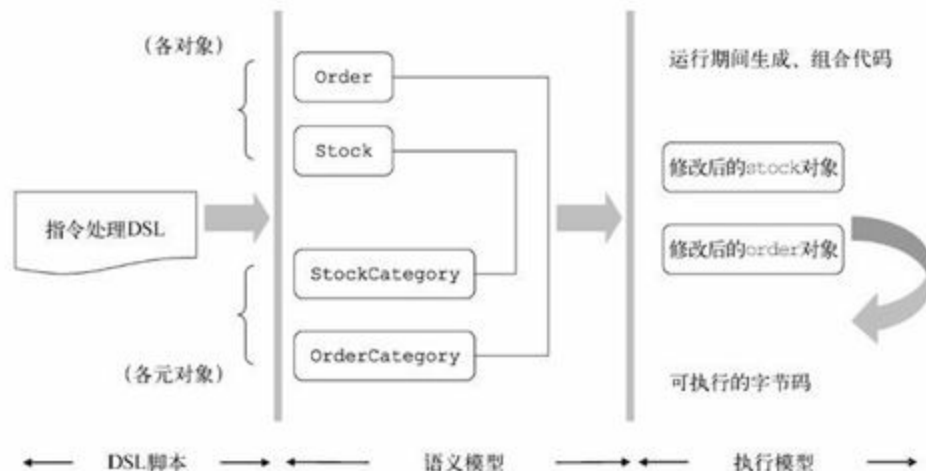 (各对象)
Order
Stock
指令处理DSL
StockCategory
OrderCategory
(各元对象)
运行期间生成、组合代码
修改后的stock对象
修改后的order对象
可执行的字节码
DSL脚本
语义模型
执行模型